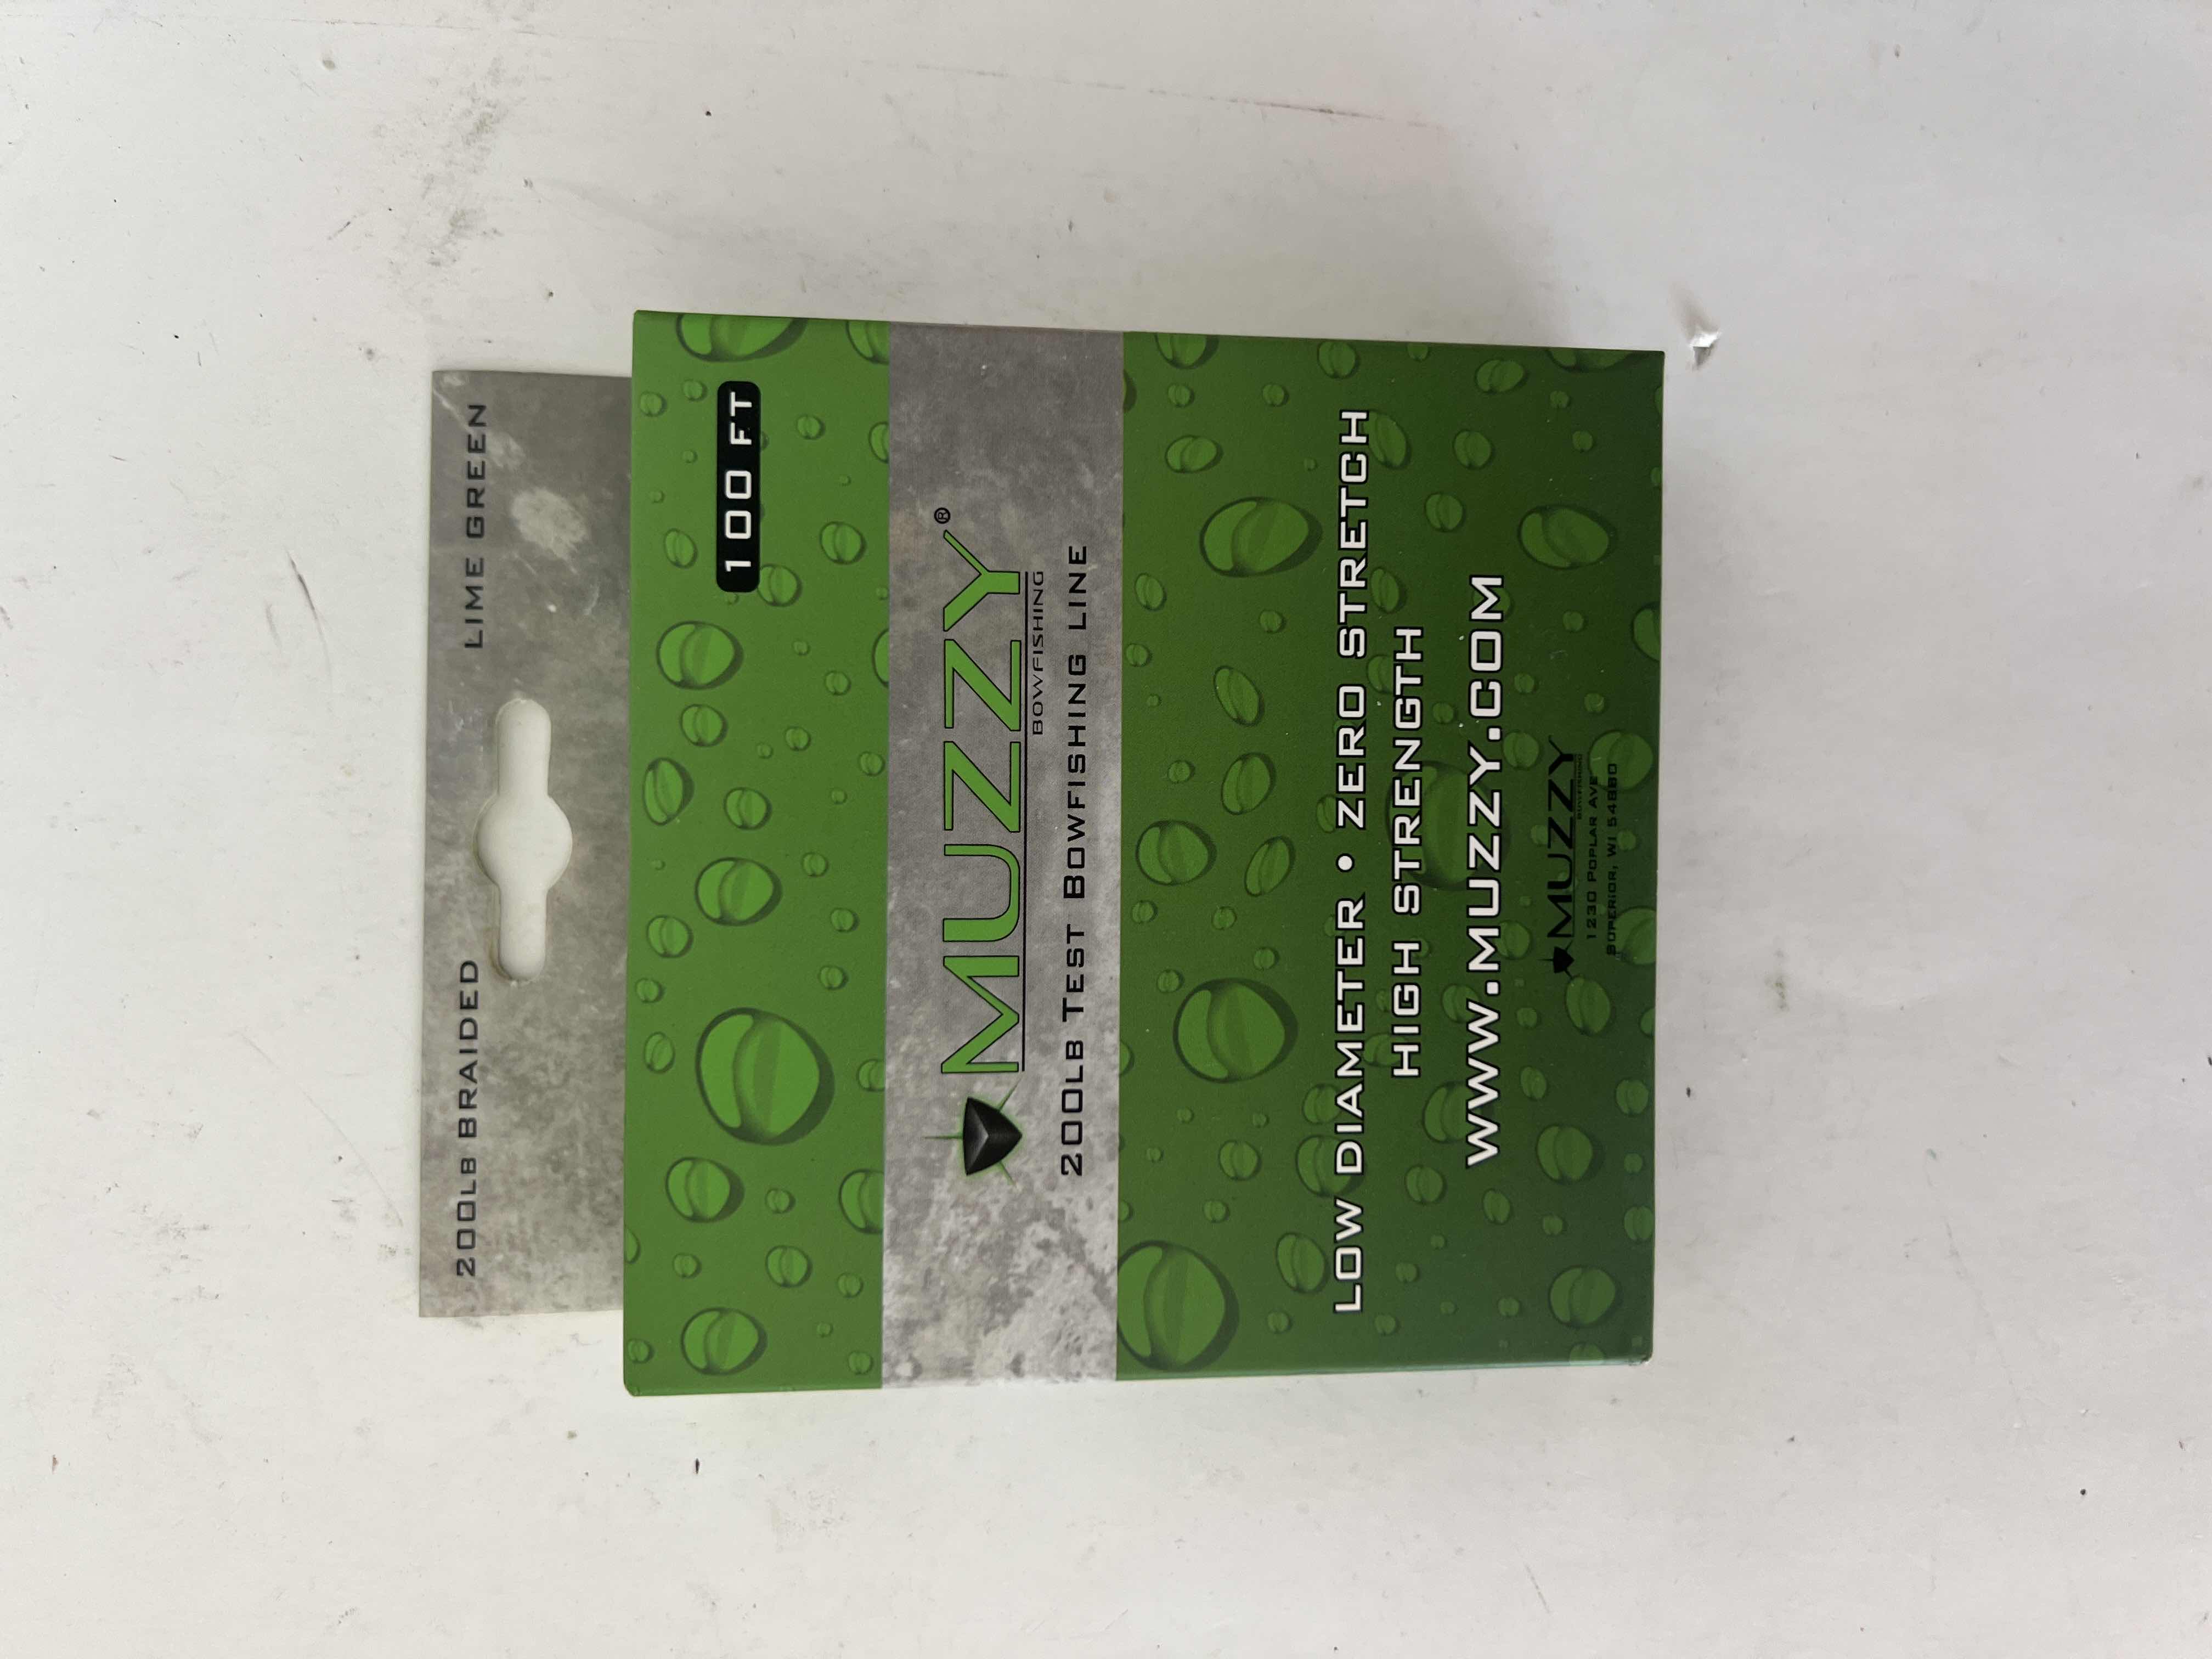 200LB BRAIDED LIME GREEN
100 FT
MUZZY®
BOWFISHING
200LB TEST BOWFISHING LINE
LOW DIAMETER • ZERO STRETCH
HIGH STRENGTH
WWW.MUZZY.COM
MUZZY
BOWFISHING
1230 POPLAR AVE
SUPERIOR, WI 54880